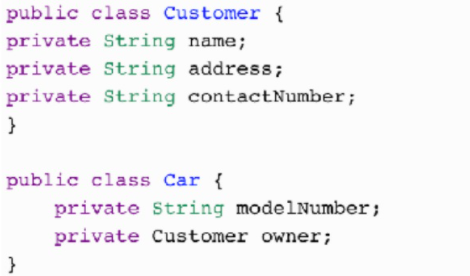 public class Customer {
private String name;
private String address;
private String contactNumber;
}

public class Car {
    private String modelNumber;
    private Customer owner;
}